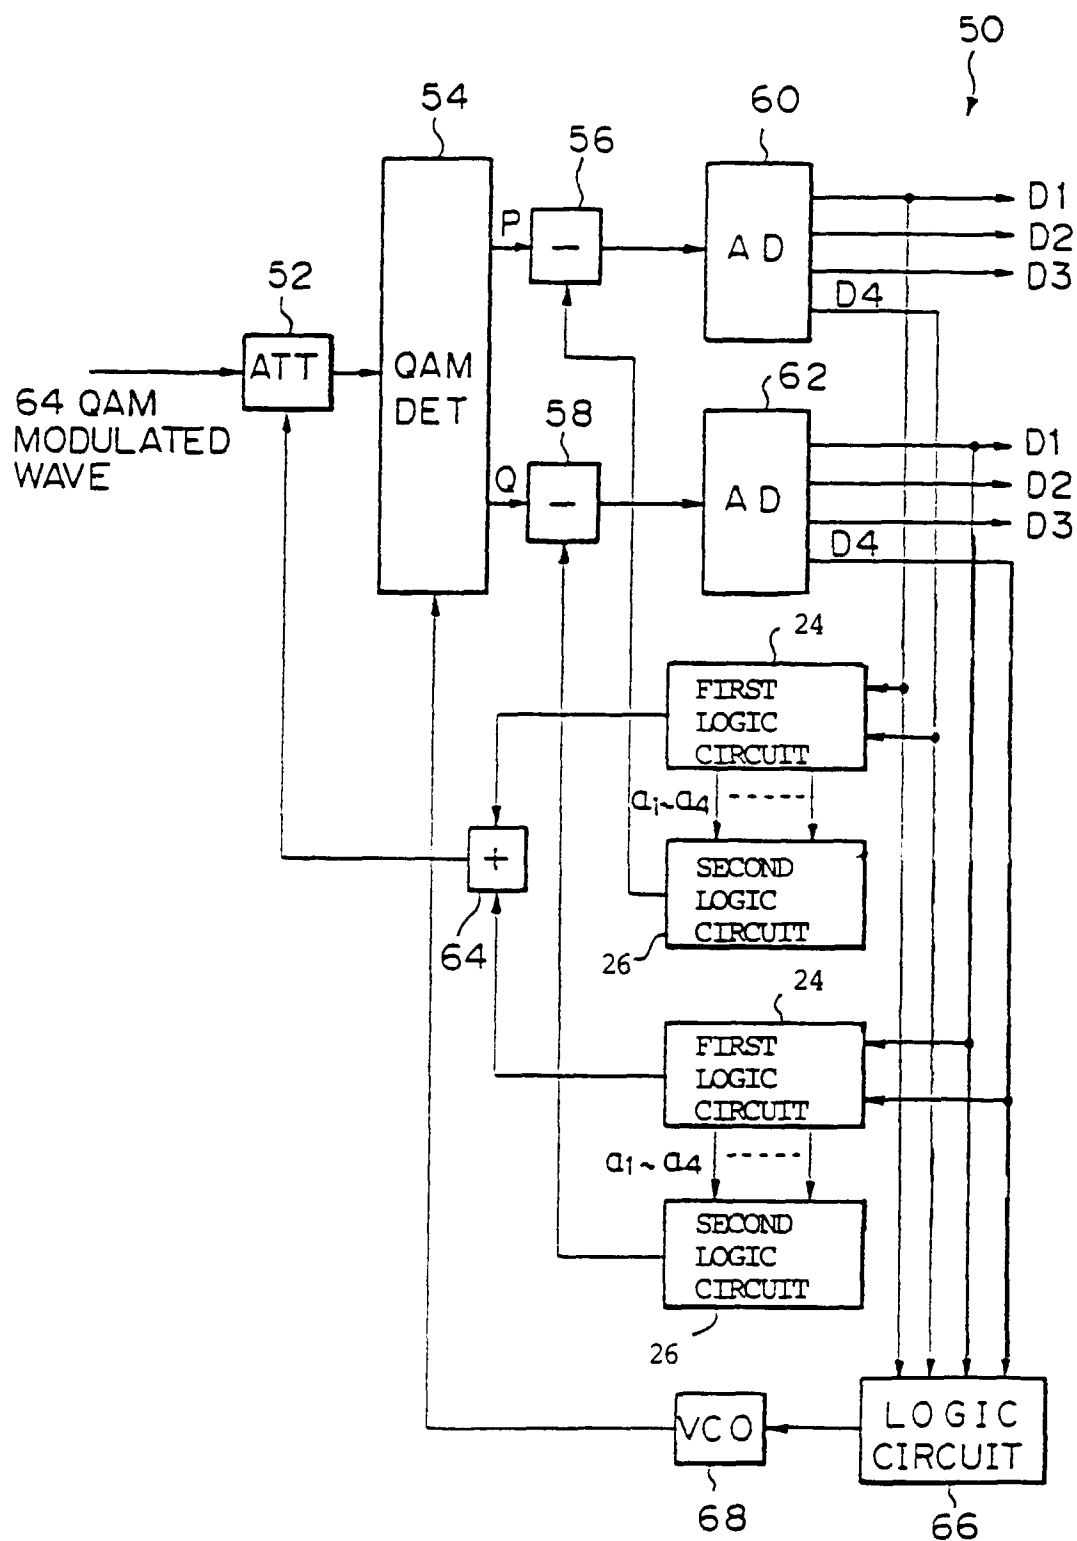 50
54
60
56
D1
P
AD
D2
52
D3
D4
ATT
QAM
DET
62
64 QAM
MODULATED
WAVE
58
D1
Q
AD
D2
D3
D4
24
FIRST
LOGIC
CIRCUIT
a1~a4
+
SECOND
LOGIC
CIRCUIT
64
26
24
FIRST
LOGIC
CIRCUIT
a1~a4
SECOND
LOGIC
CIRCUIT
26
VCO
LOGIC
CIRCUIT
68
66